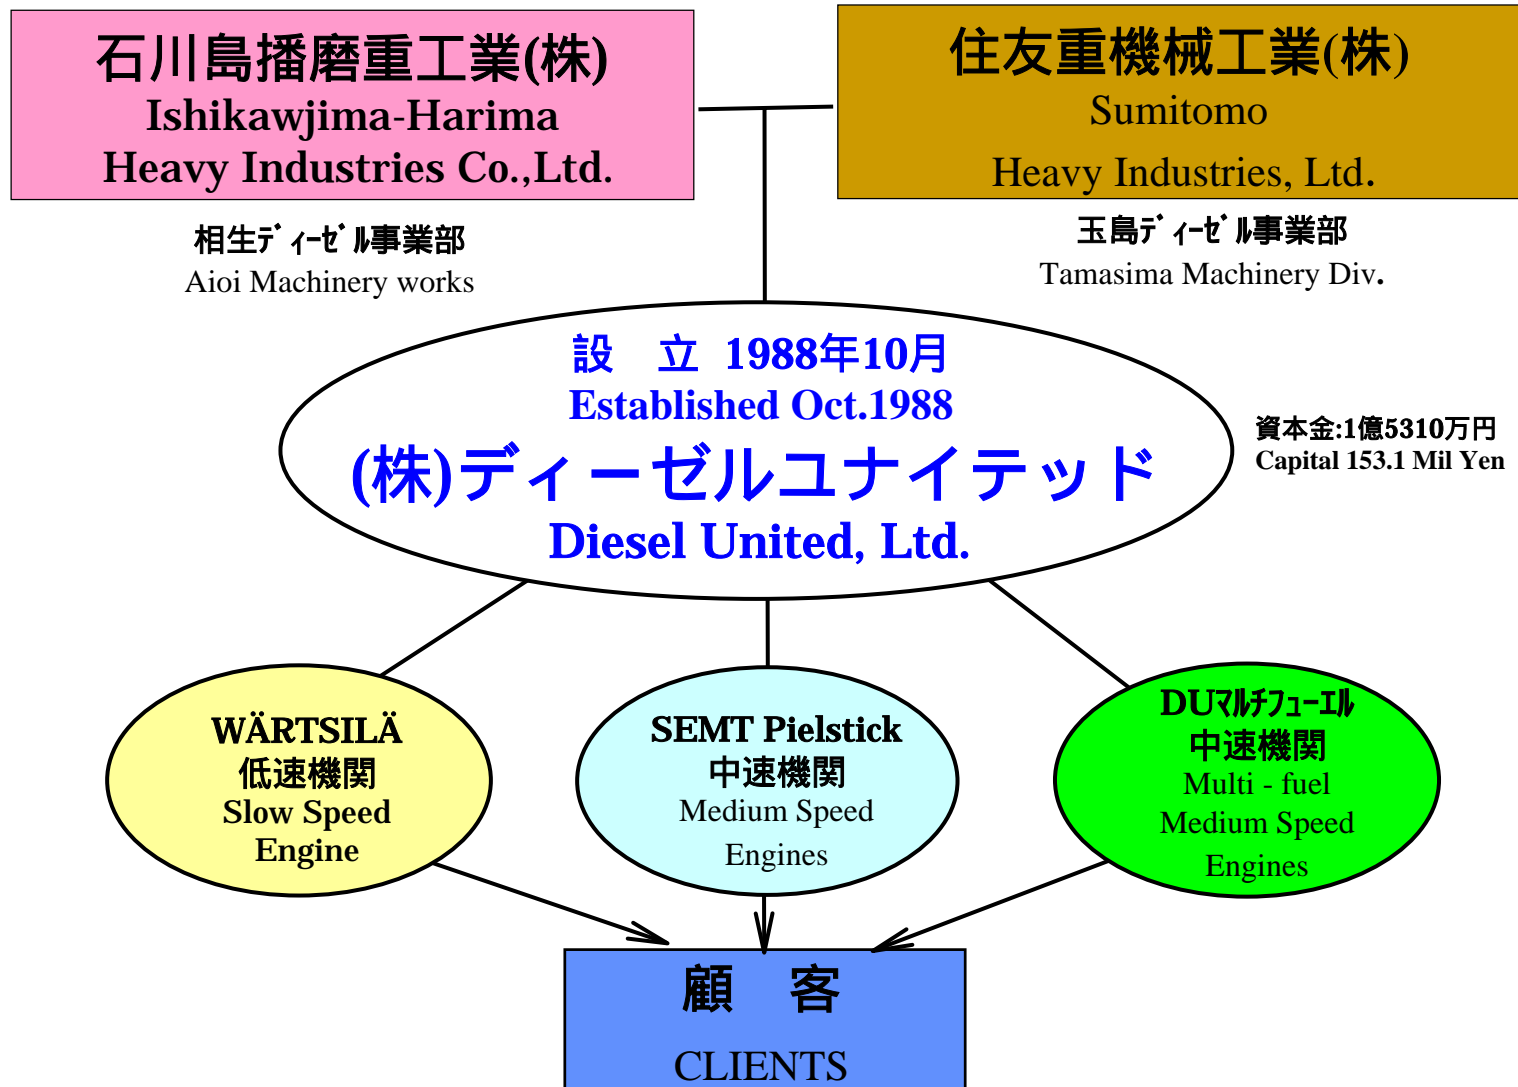 石川島播磨重工業(株)
Ishikawjima-Harima
Heavy Industries Co.,Ltd.
住友重機械工業(株)
Sumitomo
Heavy Industries, Ltd.
相生ディーゼル事業部
Aioi Machinery works
玉島ディーゼル事業部
Tamasima Machinery Div.
設　立 1988年10月
Established Oct.1988
(株)ディーゼルユナイテッド
Diesel United, Ltd.
資本金:1億5310万円
Capital 153.1 Mil Yen
WÄRTSILÄ
低速機関
Slow Speed
Engine
SEMT Pielstick
中速機関
Medium Speed
Engines
DUマルチフューエル
中速機関
Multi - fuel
Medium Speed
Engines
顧　客
CLIENTS